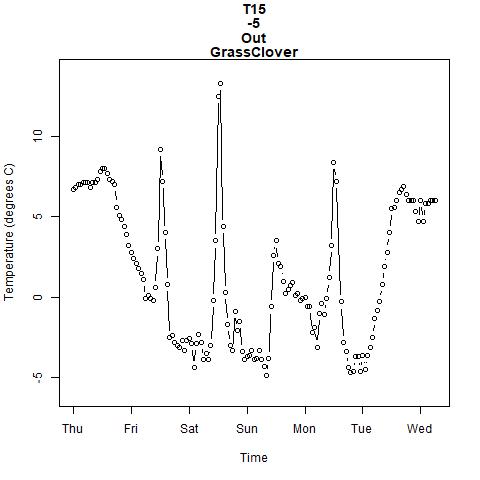 T15
-5
Out
GrassClover
Temperature (degrees C)
10
5
0
-5
Thu Fri Sat Sun Mon Tue Wed
Time